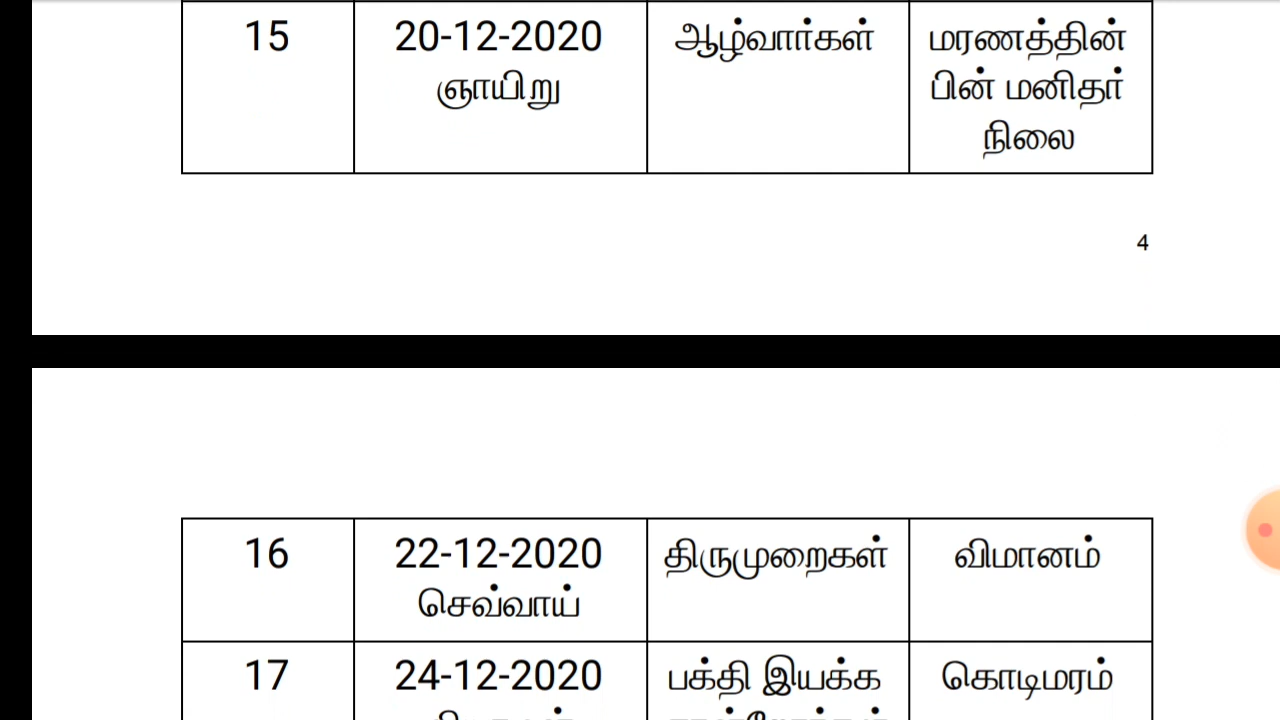 15 20-12-2020 ஆழ்வார்கள் மரணத்தின்
ஞாயிறு பின் மனிதர்
நிலை
4
16 22-12-2020 திருமுறைகள் விமானம்
செவ்வாய்
17 24-12-2020 பக்தி இயக்க கொடிமரம்